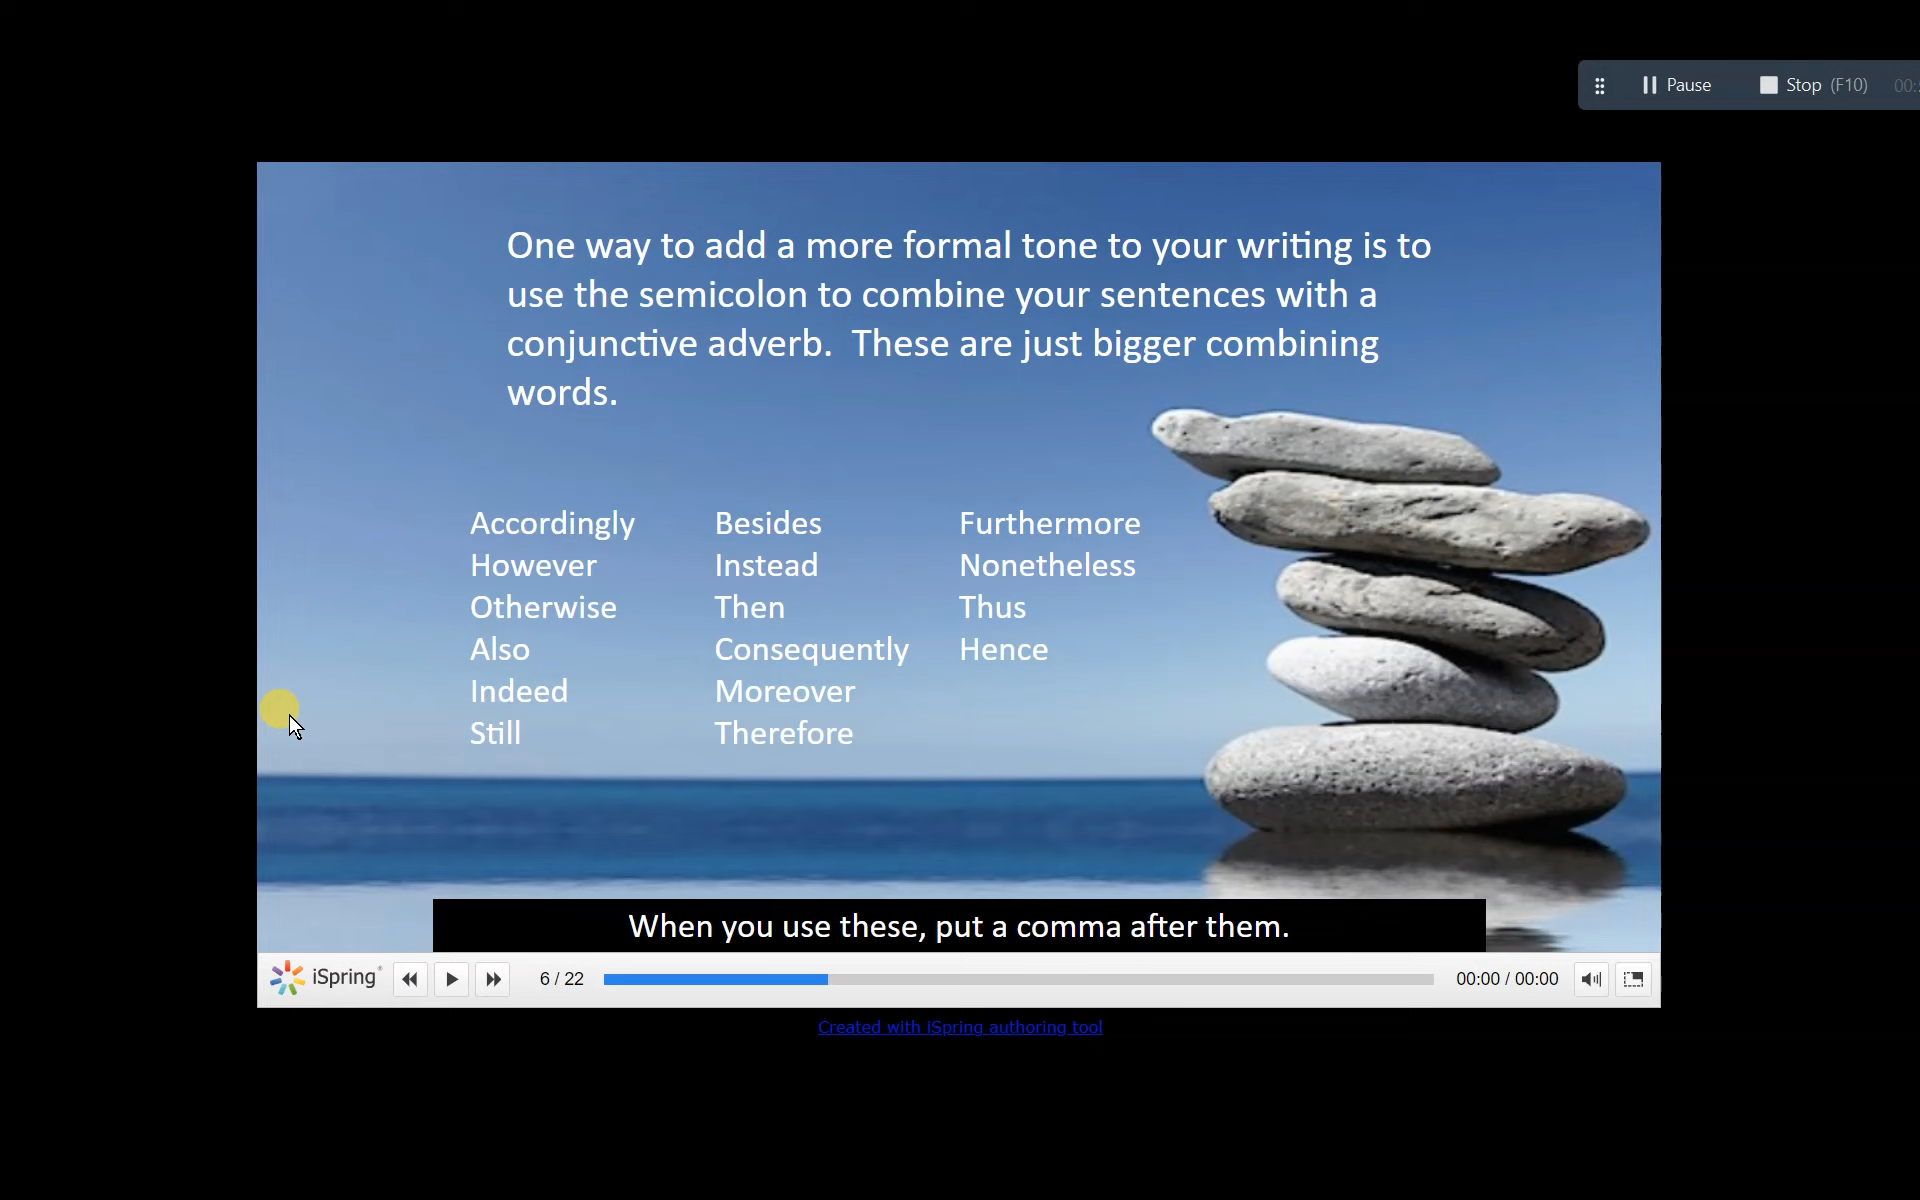 Pause
Stop (F10)
One way to add a more formal tone to your writing is to
use the semicolon to combine your sentences with a
conjunctive adverb.  These are just bigger combining
words.
Accordingly
However
Otherwise
Also
Indeed
Still
Besides
Instead
Then
Consequently
Moreover
Therefore
Furthermore
Nonetheless
Thus
Hence
When you use these, put a comma after them.
iSpring®
6 / 22
00:00 / 00:00
Created with iSpring authoring tool